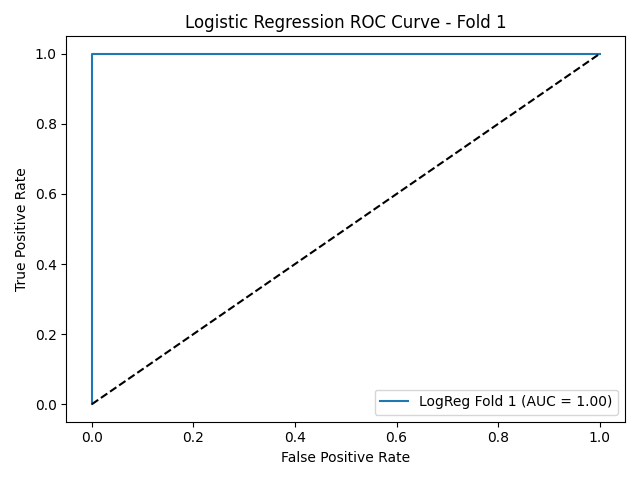 Logistic Regression ROC Curve - Fold 1
True Positive Rate
1.0
0.8
0.6
0.4
0.2
0.0
LogReg Fold 1 (AUC = 1.00)
0.0 0.2 0.4 0.6 0.8 1.0
False Positive Rate